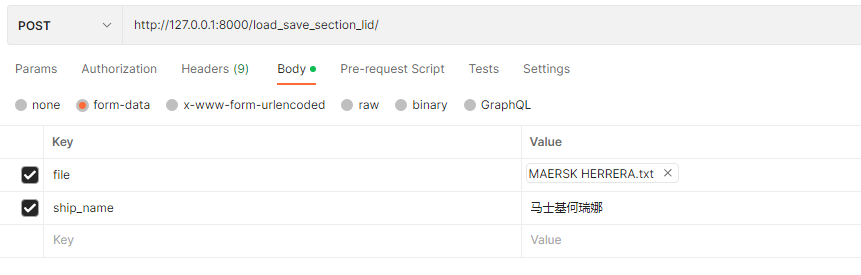 POST http://127.0.0.1:8000/load_save_section_lid/
Params Authorization Headers (9) Body Pre-request Script Tests Settings
none form-data x-www-form-urlencoded raw binary GraphQL
Key Value
file MAERSK HERRERA.txt ×
ship_name 马士基何瑞娜
Key Value